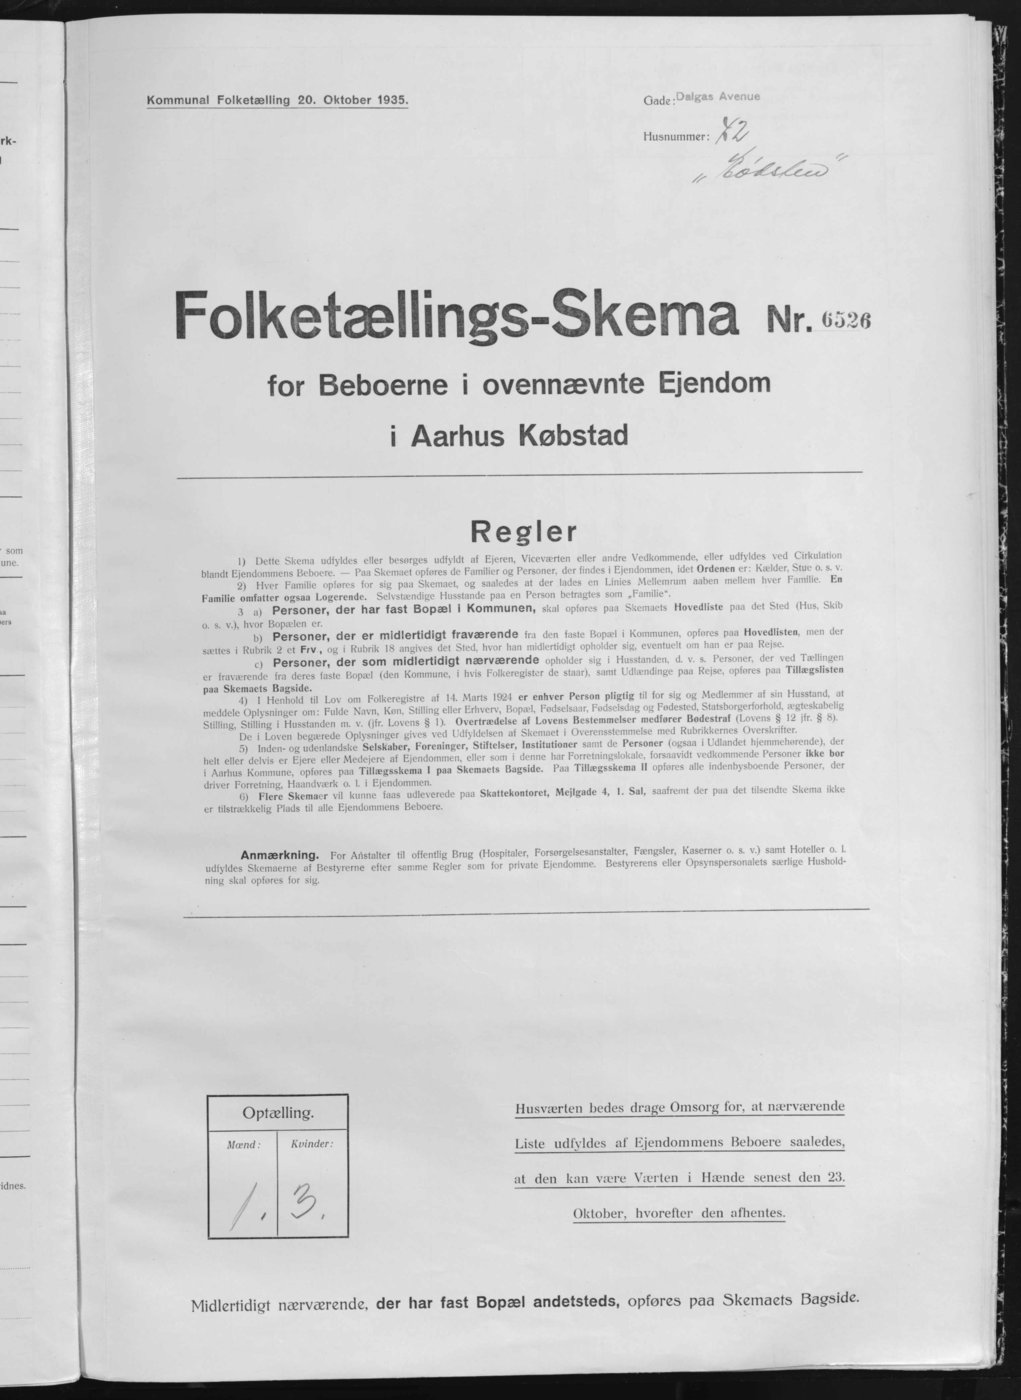 Kommunal Folketælling 20. Oktober 1935.
Gade: Dalgas Avenue
Husnummer: 42
Folketællings-Skema Nr. 6526
for Beboerne i ovennævnte Ejendom
i Aarhus Købstad
Regler
1) Dette Skema udfyldes eller besørges udfyldt af Ejeren, Viceværten eller andre Vedkommende, eller udfyldes ved Cirkulation
blandt Ejendommens Beboere. — Paa Skemaet opføres de Familier og Personer, der findes i Ejendommen, idet Ordenen er: Kælder, Stue o. s. v.
2) Hver Familie opføres for sig paa Skemaet, og saaledes at der lades en Linies Mellemrum aaben mellem hver Familie. En
Familie omfatter ogsaa Logerende. Selvstændige Husstande paa en Person betragtes som „Familie“.
3 a) Personer, der har fast Bopæl i Kommunen, skal opføres paa Skemaets Hovedliste paa det Sted (Hus, Skib
o. s. v.), hvor Bopælen er.
b) Personer, der er midlertidigt fraværende fra den faste Bopæl i Kommunen, opføres paa Hovedlisten, men der
sættes i Rubrik 2 et Frv., og i Rubrik 18 angives det Sted, hvor han midlertidigt opholder sig, eventuelt om han er paa Rejse.
c) Personer, der som midlertidigt nærværende opholder sig i Husstanden, d. v. s. Personer, der ved Tællingen
er fraværende fra deres faste Bopæl (den Kommune, i hvis Folkeregister de staar), samt Udlændinge paa Rejse, opføres paa Tillægslisten
paa Skemaets Bagside.
4) I Henhold til Lov om Folkeregistre af 14. Marts 1924 er enhver Person pligtig til for sig og Medlemmer af sin Husstand, at
meddele Oplysninger om: Fulde Navn, Køn, Stilling eller Erhverv, Bopæl, Fødselsaar, Fødselsdag og Fødested, Statsborgerforhold, ægteskabelig
Stilling, Stilling i Husstanden m. v. (jfr. Lovens § 1). Overtrædelse af Lovens Bestemmelser medfører Bødestraf (Lovens § 12 jfr. § 8).
De i Loven begærede Oplysninger gives ved Udfyldelsen af Skemaet i Overensstemmelse med Rubrikkernes Overskrifter.
5) Inden- og udenlandske Selskaber, Foreninger, Stiftelser, Institutioner samt de Personer (ogsaa i Udlandet hjemmehørende), der
helt eller delvis er Ejere eller Medejere af Ejendommen, eller som i denne har Forretningslokale, forsaavidt vedkommende Personer ikke bor
i Aarhus Kommune, opføres paa Tillægsskema I paa Skemaets Bagside. Paa Tillægsskema II opføres alle indenbysboende Personer, der
driver Forretning, Haandværk o. l. i Ejendommen.
6) Flere Skemaer vil kunne faas udleverede paa Skattekontoret, Mejlgade 4, 1. Sal, saafremt der paa det tilsendte Skema ikke
er tilstrækkelig Plads til alle Ejendommens Beboere.
Anmærkning. For Anstalter til offentlig Brug (Hospitaler, Forsørgelsesanstalter, Fængsler, Kaserner o. s. v.) samt Hoteller o. l.
udfyldes Skemaerne af Bestyrerne efter samme Regler som for private Ejendomme. Bestyrerens eller Opsynspersonalets særlige Hushold-
ning skal opføres for sig.
Optælling.
Mænd: Kvinder:
1. 3.
Husværten bedes drage Omsorg for, at nærværende
Liste udfyldes af Ejendommens Beboere saaledes,
at den kan være Værten i Hænde senest den 23.
Oktober, hvorefter den afhentes.
Midlertidigt nærværende, der har fast Bopæl andetsteds, opføres paa Skemaets Bagside.
rk-
som
une.
idnes.